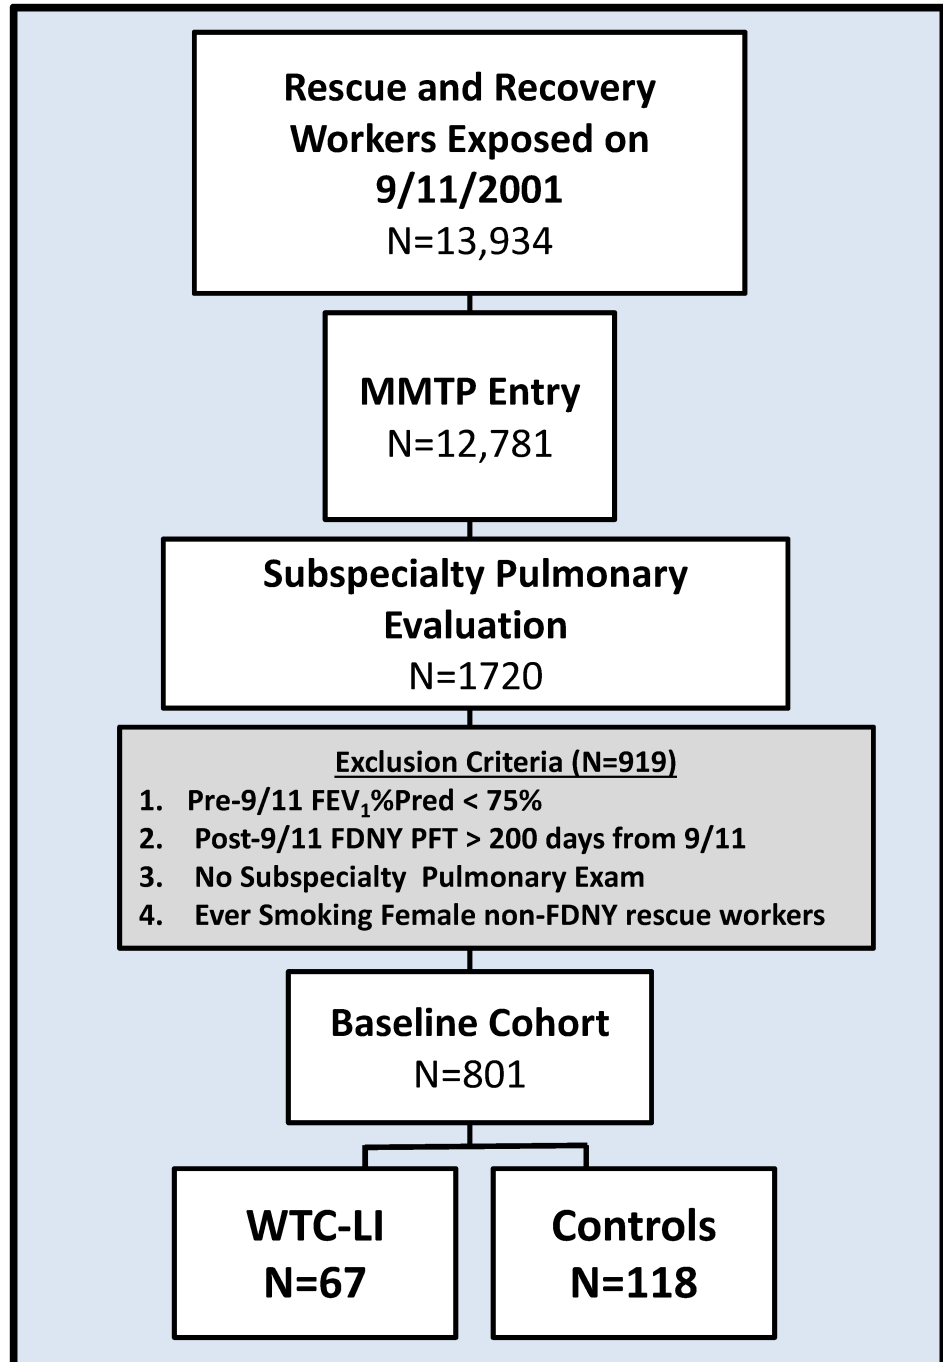 Rescue and Recovery
Workers Exposed on
9/11/2001
N=13,934
MMTP Entry
N=12,781
Subspecialty Pulmonary
Evaluation
N=1720
Exclusion Criteria (N=919)
1. Pre-9/11 FEV₁%Pred < 75%
2. Post-9/11 FDNY PFT > 200 days from 9/11
3. No Subspecialty Pulmonary Exam
4. Ever Smoking Female non-FDNY rescue workers
Baseline Cohort
N=801
WTC-LI
N=67
Controls
N=118